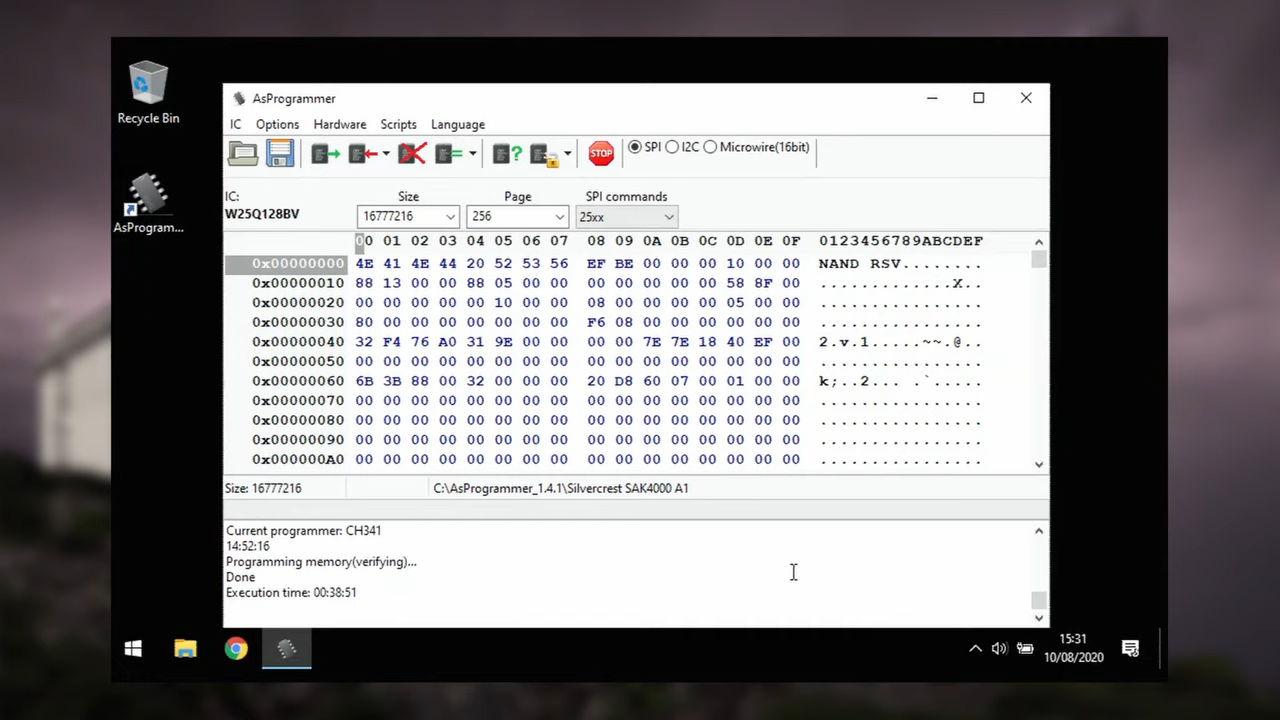 Recycle Bin
AsProgram...
AsProgrammer
IC Options Hardware Scripts Language
STOP SPI I2C Microwire(16bit)
IC: Size Page SPI commands
W25Q128BV 16777216 256 25xx
00 01 02 03 04 05 06 07 08 09 0A 0B 0C 0D 0E 0F 0123456789ABCDEF
0x00000000 4E 41 4E 44 20 52 53 56 EF BE 00 00 00 10 00 00 NAND RSV........
0x00000010 88 13 00 00 88 05 00 00 00 00 00 00 00 58 8F 00 .............X..
0x00000020 00 00 00 00 00 10 00 00 08 00 00 00 00 05 00 00 ................
0x00000030 80 00 00 00 00 00 00 00 F6 08 00 00 00 00 00 00 ................
0x00000040 32 F4 76 A0 31 9E 00 00 00 00 7E 7E 18 40 EF 00 2.v.1.....~~.@..
0x00000050 00 00 00 00 00 00 00 00 00 00 00 00 00 00 00 00 ................
0x00000060 6B 3B 88 00 32 00 00 00 20 D8 60 07 00 01 00 00 k;..2... .`.....
0x00000070 00 00 00 00 00 00 00 00 00 00 00 00 00 00 00 00 ................
0x00000080 00 00 00 00 00 00 00 00 00 00 00 00 00 00 00 00 ................
0x00000090 00 00 00 00 00 00 00 00 00 00 00 00 00 00 00 00 ................
0x000000A0 00 00 00 00 00 00 00 00 00 00 00 00 00 00 00 00 ................
Size: 16777216 C:\AsProgrammer_1.4.1\Silvercrest SAK4000 A1
Current programmer: CH341
14:52:16
Programming memory(verifying)...
Done
Execution time: 00:38:51
15:31
10/08/2020